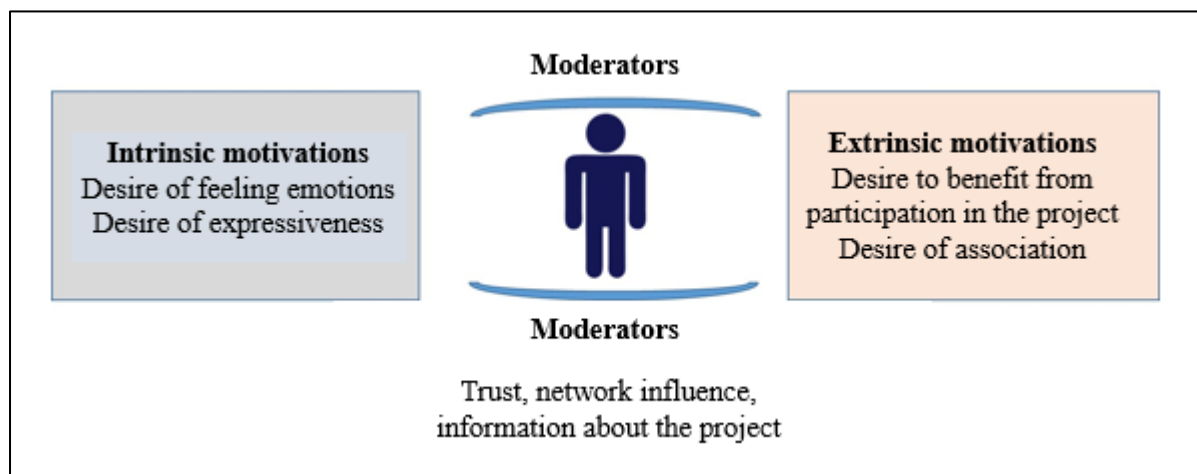 Moderators
Intrinsic motivations
Desire of feeling emotions
Desire of expressiveness
Extrinsic motivations
Desire to benefit from
participation in the project
Desire of association
Moderators
Trust, network influence,
information about the project